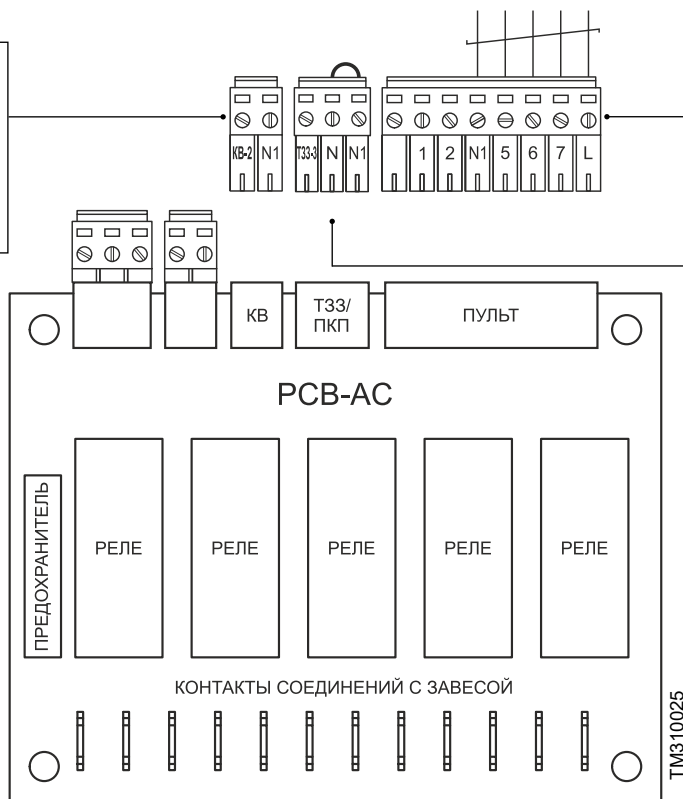 КВ-2 N1 ТЗЗ-3 N N1 1 2 N1 5 6 7 L
КВ
ТЗЗ/
ПКП
ПУЛЬТ
PCB-AC
ПРЕДОХРАНИТЕЛЬ
РЕЛЕ РЕЛЕ РЕЛЕ РЕЛЕ РЕЛЕ
КОНТАКТЫ СОЕДИНЕНИЙ С ЗАВЕСОЙ
TM310025